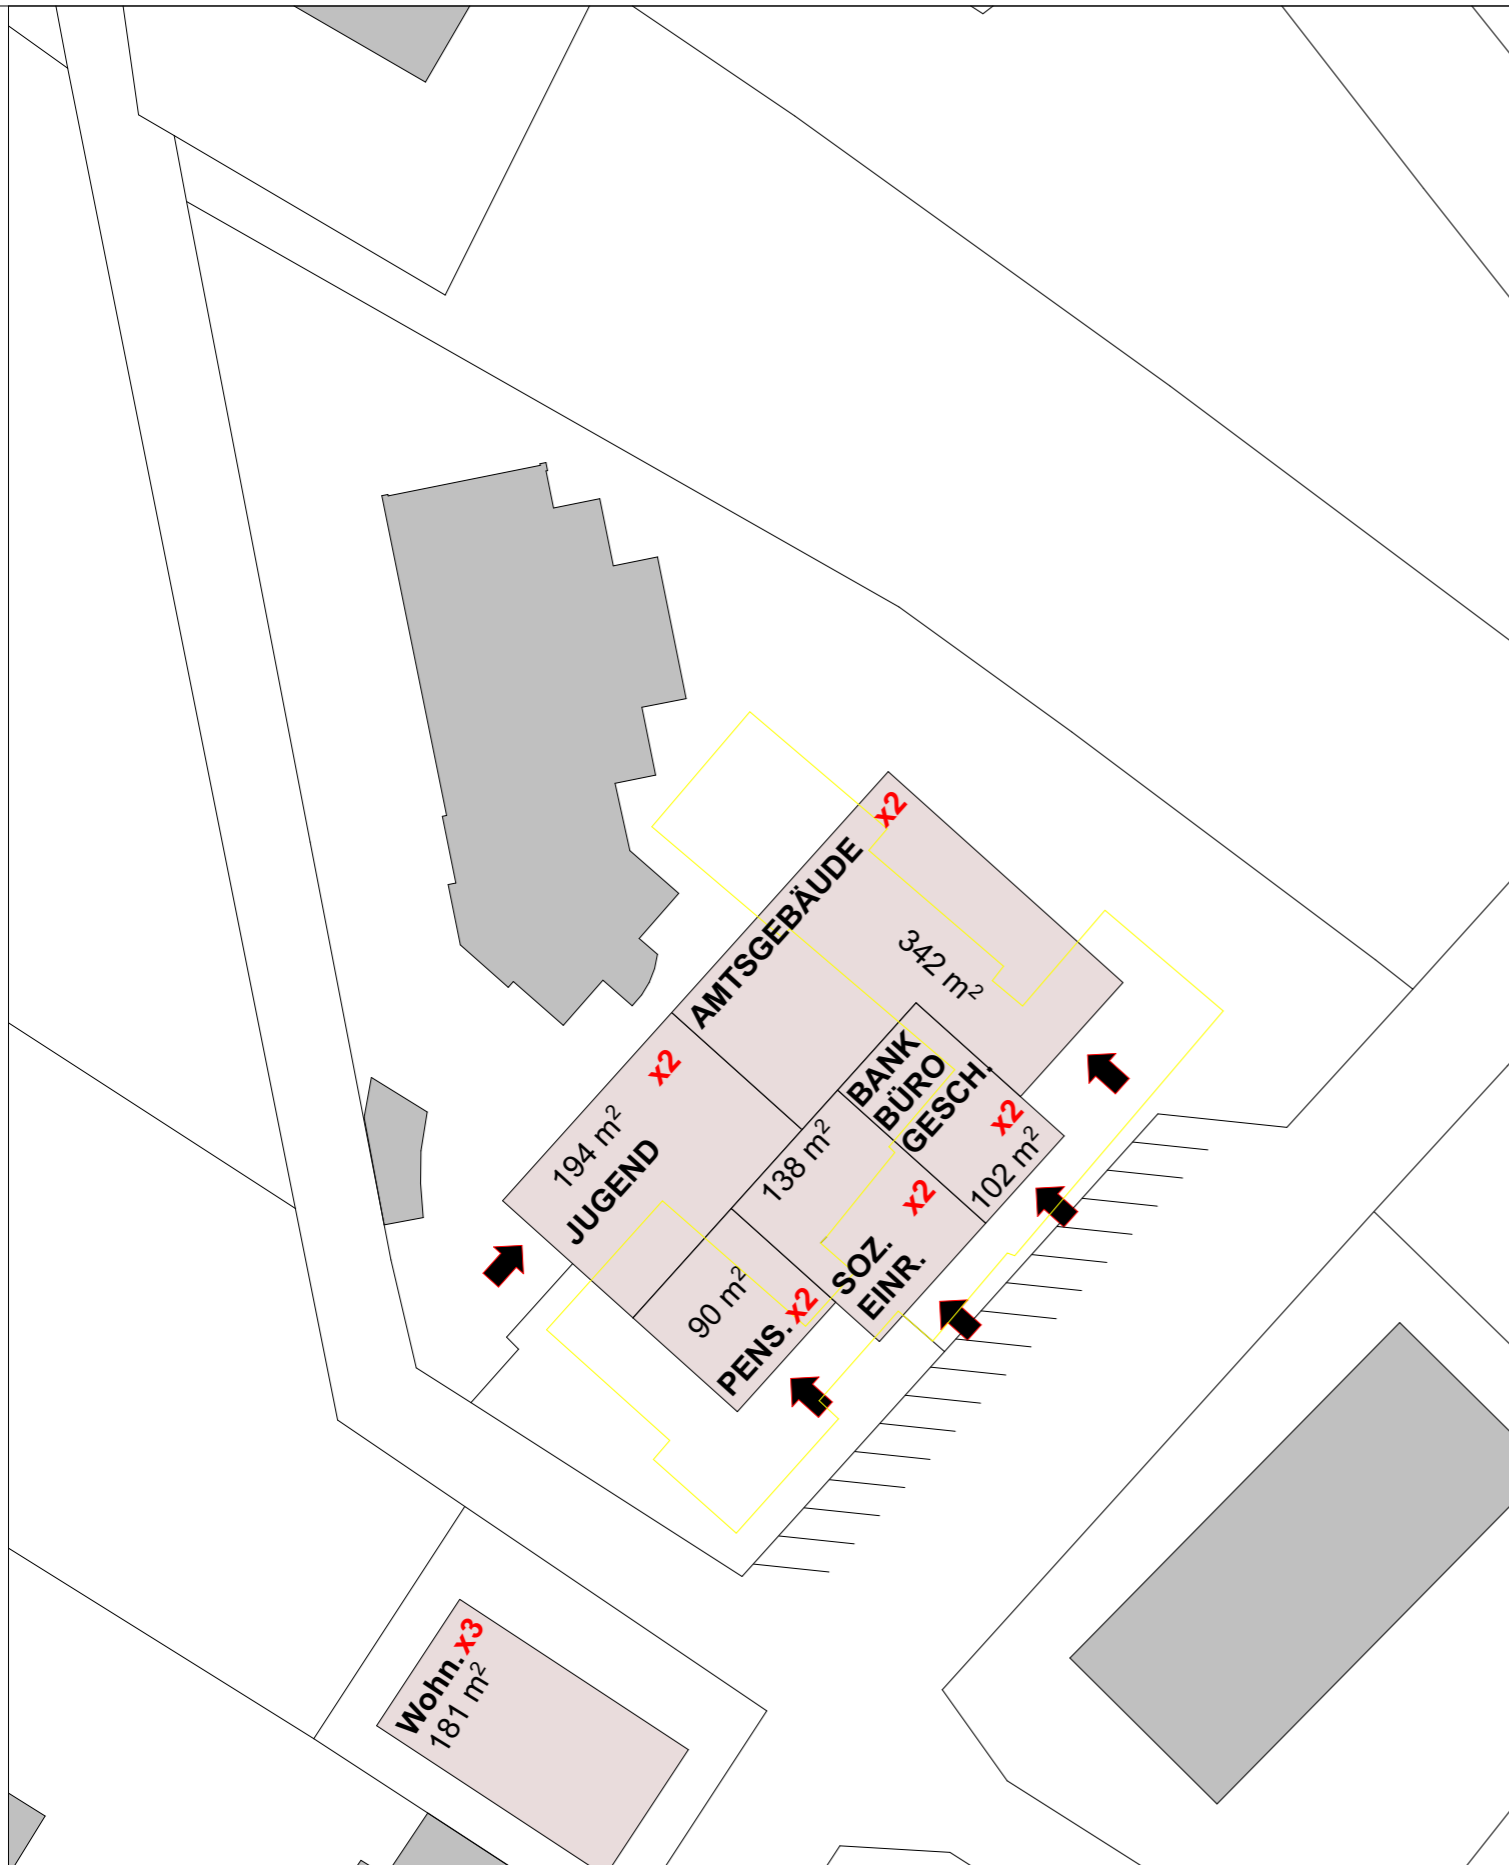 AMTSGEBÄUDE x2
342 m²
JUGEND
194 m²
x2
BANK
BÜRO
GESCH.
x2
102 m²
138 m²
x2
SOZ.
EINR.
90 m²
PENS. x2
Wohn. x3
181 m²